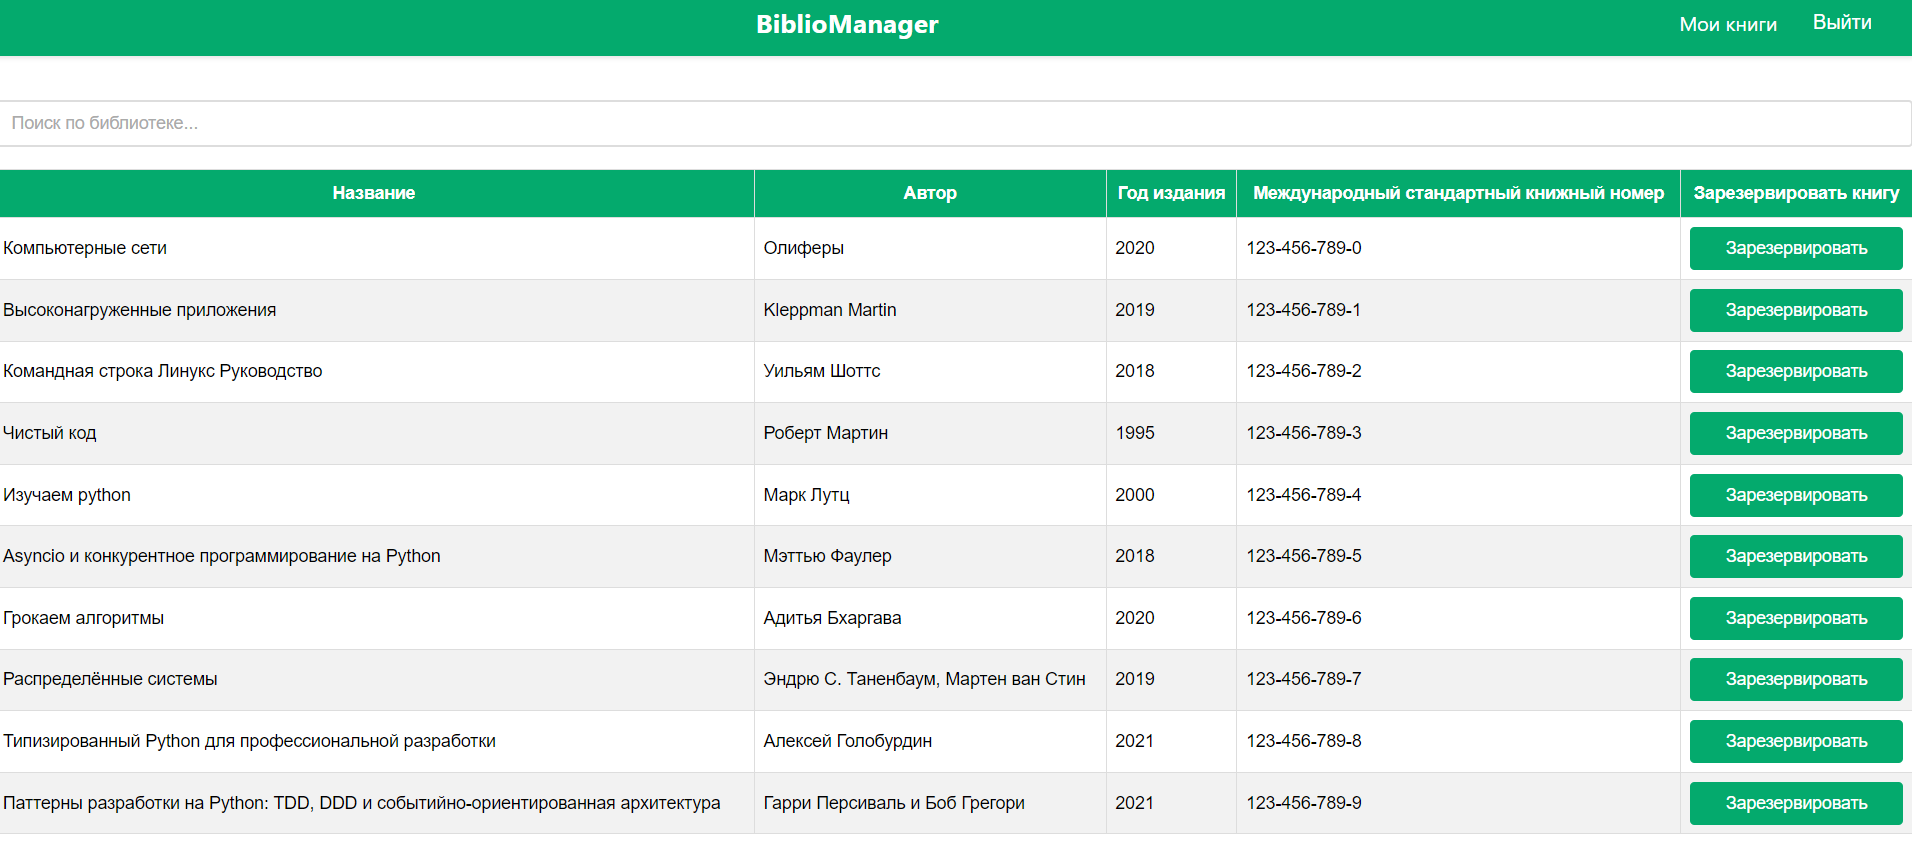 BiblioManager Мои книги Выйти
Поиск по библиотеке...
Название Автор Год издания Международный стандартный книжный номер Зарезервировать книгу
Компьютерные сети Олиферы 2020 123-456-789-0 Зарезервировать
Высоконагруженные приложения Kleppman Martin 2019 123-456-789-1 Зарезервировать
Командная строка Линукс Руководство Уильям Шоттс 2018 123-456-789-2 Зарезервировать
Чистый код Роберт Мартин 1995 123-456-789-3 Зарезервировать
Изучаем python Марк Лутц 2000 123-456-789-4 Зарезервировать
Asyncio и конкурентное программирование на Python Мэттью Фаулер 2018 123-456-789-5 Зарезервировать
Грокаем алгоритмы Адитья Бхаргава 2020 123-456-789-6 Зарезервировать
Распределённые системы Эндрю С. Таненбаум, Мартен ван Стин 2019 123-456-789-7 Зарезервировать
Типизированный Python для профессиональной разработки Алексей Голобурдин 2021 123-456-789-8 Зарезервировать
Паттерны разработки на Python: TDD, DDD и событийно-ориентированная архитектура Гарри Персиваль и Боб Грегори 2021 123-456-789-9 Зарезервировать